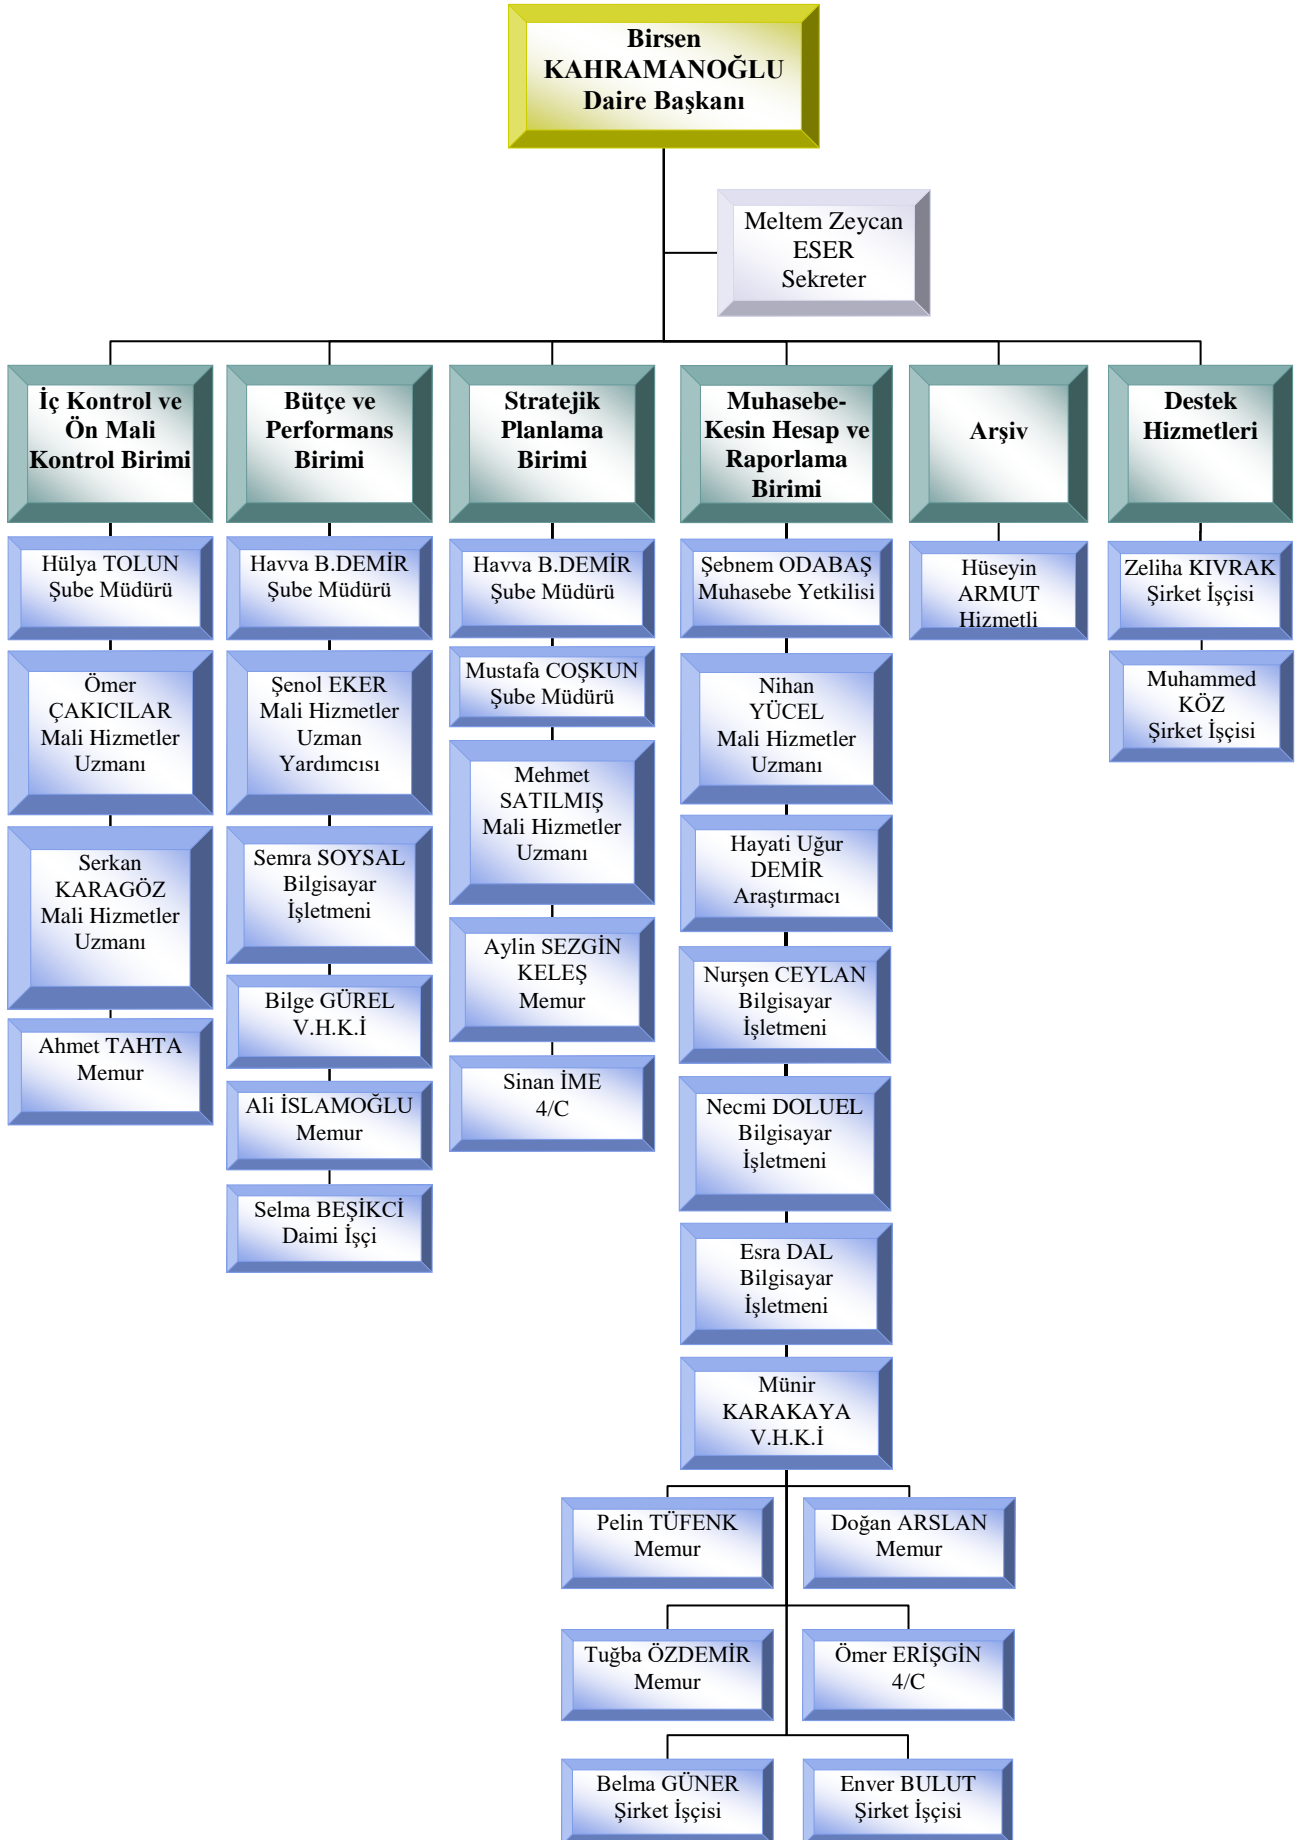 Birsen
KAHRAMANOĞLU
Daire Başkanı
Meltem Zeycan
ESER
Sekreter
İç Kontrol ve
Ön Mali
Kontrol Birimi
Hülya TOLUN
Şube Müdürü
Ömer
ÇAKICILAR
Mali Hizmetler
Uzmanı
Serkan
KARAGÖZ
Mali Hizmetler
Uzmanı
Ahmet TAHTA
Memur
Bütçe ve
Performans
Birimi
Havva B.DEMİR
Şube Müdürü
Şenol EKER
Mali Hizmetler
Uzman
Yardımcısı
Semra SOYSAL
Bilgisayar
İşletmeni
Bilge GÜREL
V.H.K.İ
Ali İSLAMOĞLU
Memur
Selma BEŞİKCİ
Daimi İşçi
Stratejik
Planlama
Birimi
Havva B.DEMİR
Şube Müdürü
Mustafa COŞKUN
Şube Müdürü
Mehmet
SATILMIŞ
Mali Hizmetler
Uzmanı
Aylin SEZGİN
KELEŞ
Memur
Sinan İME
4/C
Muhasebe-
Kesin Hesap ve
Raporlama
Birimi
Şebnem ODABAŞ
Muhasebe Yetkilisi
Nihan
YÜCEL
Mali Hizmetler
Uzmanı
Hayati Uğur
DEMİR
Araştırmacı
Nurşen CEYLAN
Bilgisayar
İşletmeni
Necmi DOLUEL
Bilgisayar
İşletmeni
Esra DAL
Bilgisayar
İşletmeni
Münir
KARAKAYA
V.H.K.İ
Pelin TÜFENK
Memur
Doğan ARSLAN
Memur
Tuğba ÖZDEMİR
Memur
Ömer ERİŞGİN
4/C
Belma GÜNER
Şirket İşçisi
Enver BULUT
Şirket İşçisi
Arşiv
Hüseyin
ARMUT
Hizmetli
Destek
Hizmetleri
Zeliha KIVRAK
Şirket İşçisi
Muhammed
KÖZ
Şirket İşçisi